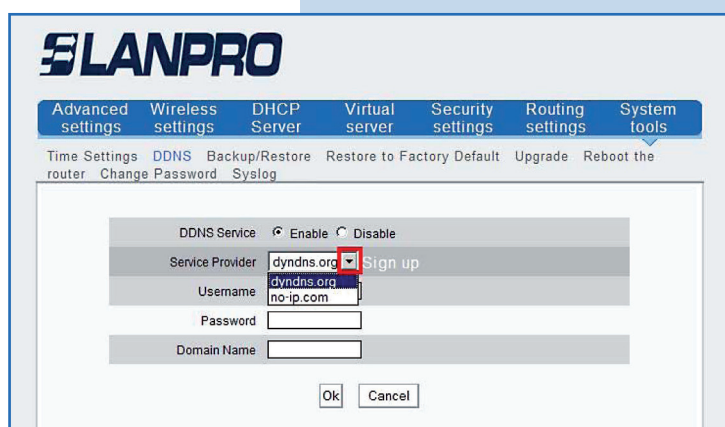 LANPRO
Advanced settings Wireless settings DHCP Server Virtual server Security settings Routing settings System tools
Time Settings DDNS Backup/Restore Restore to Factory Default Upgrade Reboot the
router Change Password Syslog
DDNS Service Enable Disable
Service Provider dyndns.org Sign up
dyndns.org
Username
no-ip.com
Password
Domain Name
Ok Cancel